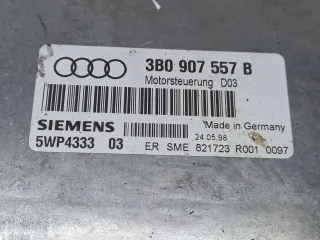 3B0 907 557 B
Motorsteuerung D03
SIEMENS
Made in Germany
24.05.98
5WP4333 03
ER SME 821723 R001 0097